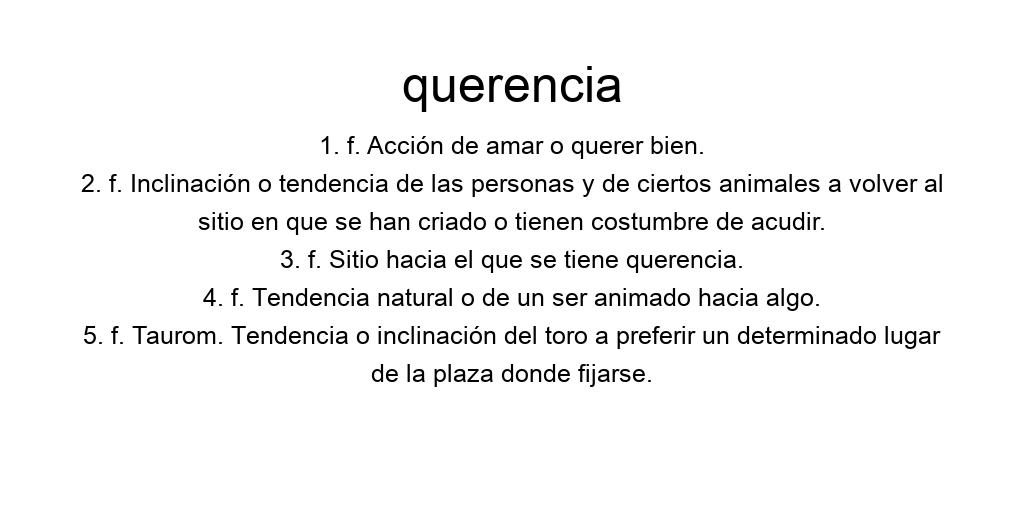 querencia
1. f. Acción de amar o querer bien.
2. f. Inclinación o tendencia de las personas y de ciertos animales a volver al
sitio en que se han criado o tienen costumbre de acudir.
3. f. Sitio hacia el que se tiene querencia.
4. f. Tendencia natural o de un ser animado hacia algo.
5. f. Taurom. Tendencia o inclinación del toro a preferir un determinado lugar
de la plaza donde fijarse.